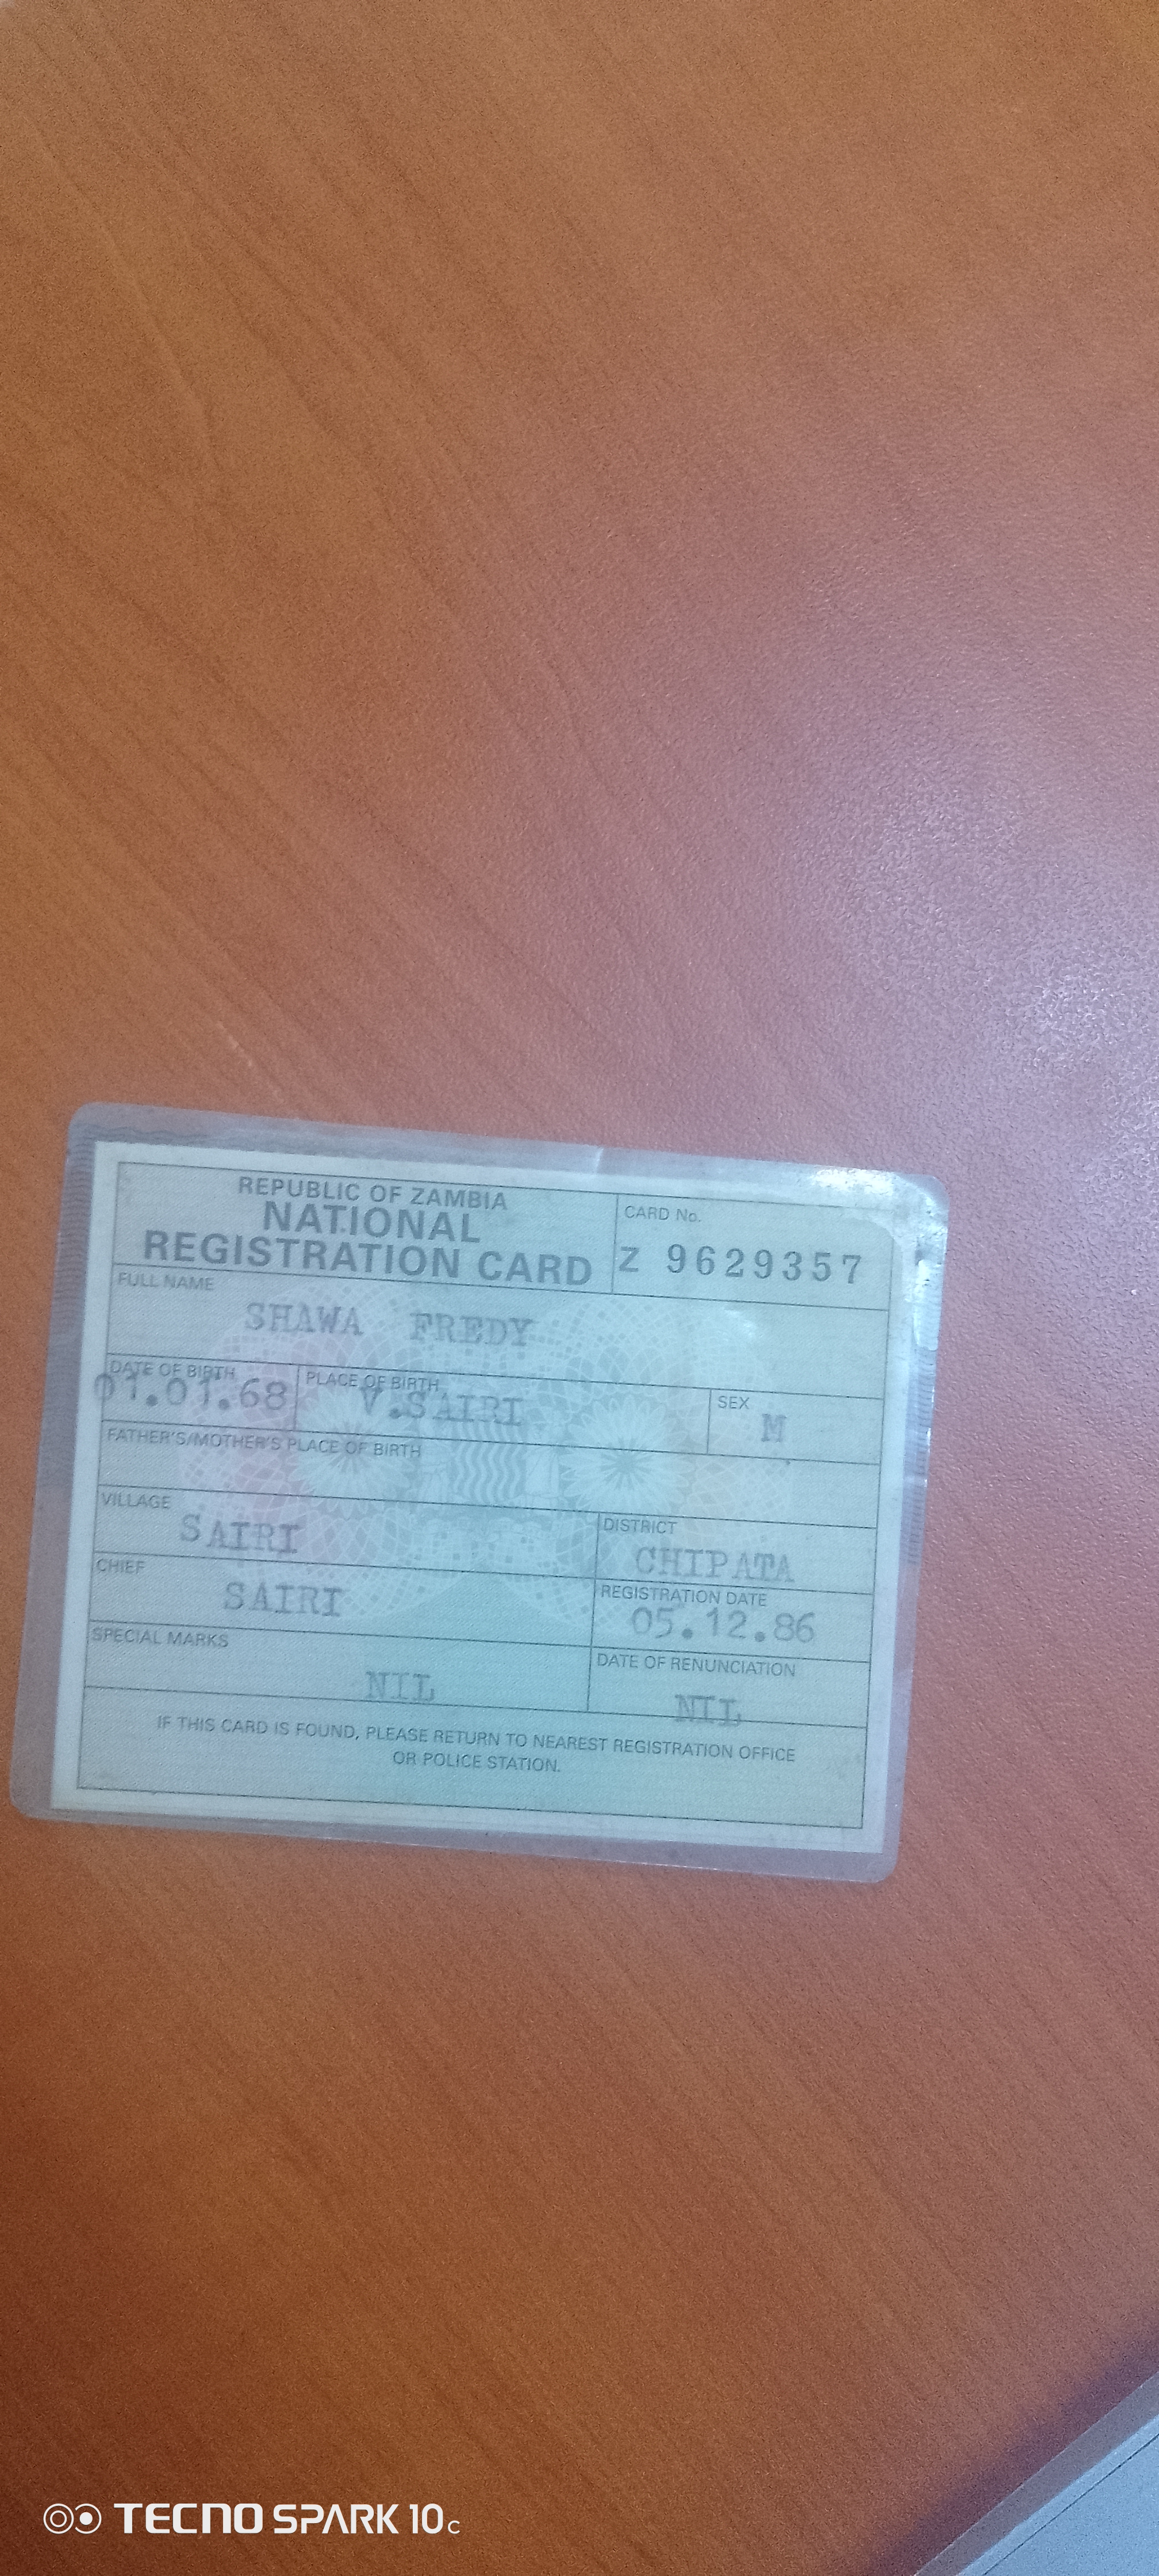 REPUBLIC OF ZAMBIA
NATIONAL
REGISTRATION CARD
CARD No.
Z 9629357
FULL NAME
SHAWA FREDY
DATE OF BIRTH
01.01.68
PLACE OF BIRTH
V.SAIRI
SEX
M
FATHER'S/MOTHER'S PLACE OF BIRTH
VILLAGE
SAIRI
DISTRICT
CHIPATA
CHIEF
SAIRI
REGISTRATION DATE
05.12.86
SPECIAL MARKS
NIL
DATE OF RENUNCIATION
NIL
IF THIS CARD IS FOUND, PLEASE RETURN TO NEAREST REGISTRATION OFFICE
OR POLICE STATION.
TECNO SPARK 10C